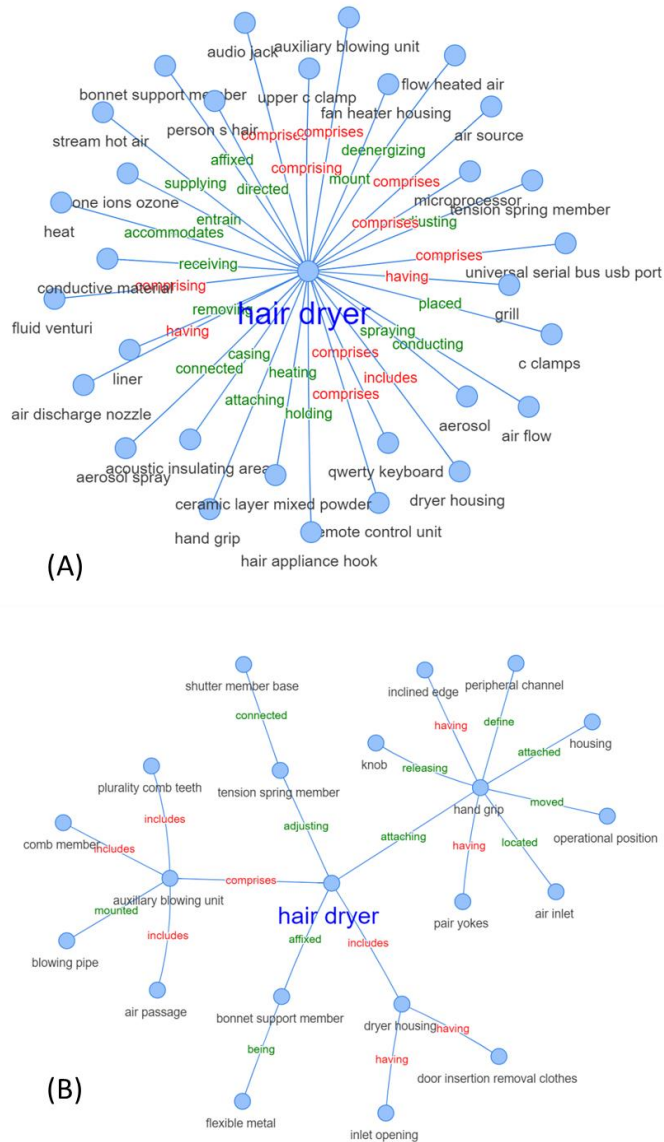 audio jack
auxiliary blowing unit
bonnet support member
upper c clamp
flow heated air
person s hair
comprises
comprises
fan heater housing
stream hot air
air source
affixed
comprising
deenergizing
mount
comprises
supplying
directed
microprocessor
one ions ozone
entrain
tension spring member
heat
accommodates
comprises
receiving
comprises
conductive material
comprising
having
universal serial bus usb port
fluid venturi
removing
hair dryer
placed
grill
having
spraying
c clamps
liner
casing
comprises
conducting
connected
heating
includes
air discharge nozzle
attaching
holding
comprises
aerosol
air flow
acoustic insulating area
aerosol spray
qwerty keyboard
ceramic layer mixed powder
dryer housing
hand grip
emote control unit
hair appliance hook
(A)
shutter member base
inclined edge
peripheral channel
connected
having
define
housing
knob
attached
plurality comb teeth
tension spring member
releasing
moved
includes
hand grip
comb member
adjusting
attaching
operational position
includes
having
located
auxiliary blowing unit
comprises
mounted
hair dryer
pair yokes
air inlet
includes
affixed
includes
blowing pipe
air passage
bonnet support member
dryer housing
having
being
having
door insertion removal clothes
flexible metal
inlet opening
(B)